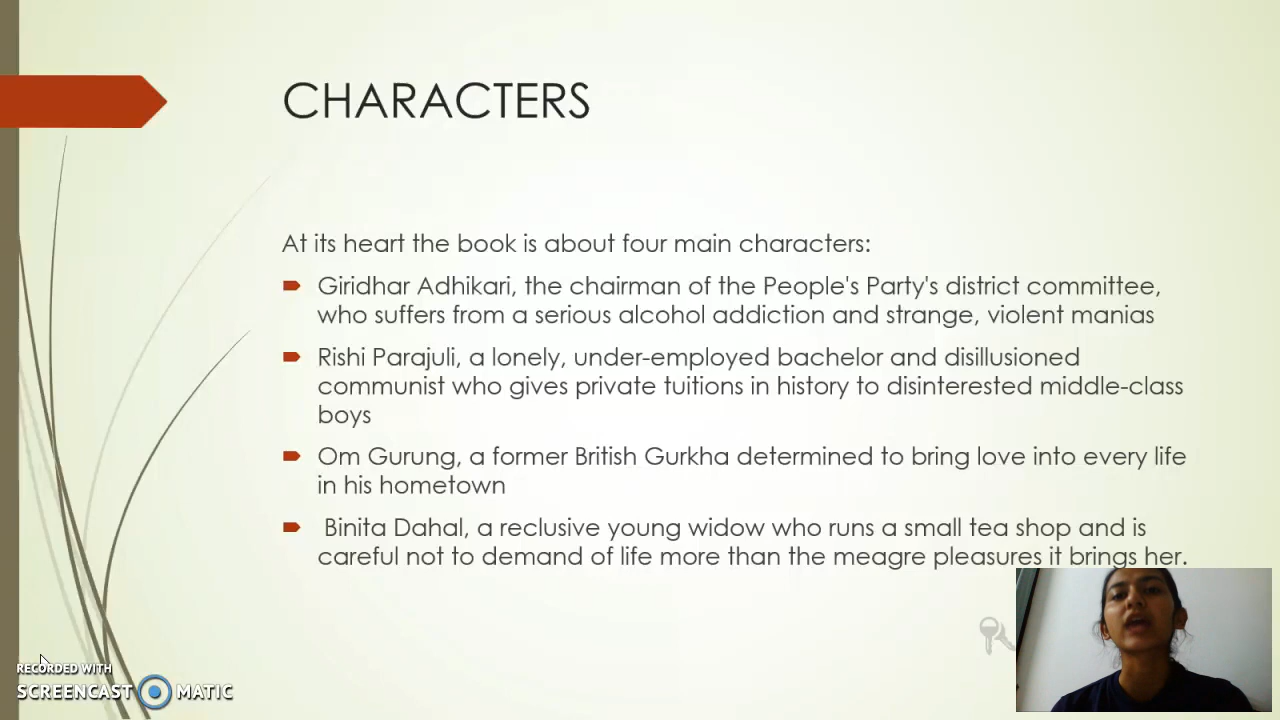 CHARACTERS
At its heart the book is about four main characters:
Giridhar Adhikari, the chairman of the People's Party's district committee,
who suffers from a serious alcohol addiction and strange, violent manias
Rishi Parajuli, a lonely, under-employed bachelor and disillusioned
communist who gives private tuitions in history to disinterested middle-class
boys
Om Gurung, a former British Gurkha determined to bring love into every life
in his hometown
Binita Dahal, a reclusive young widow who runs a small tea shop and is
careful not to demand of life more than the meagre pleasures it brings her.
RECORDED WITH
SCREENCAST MATIC